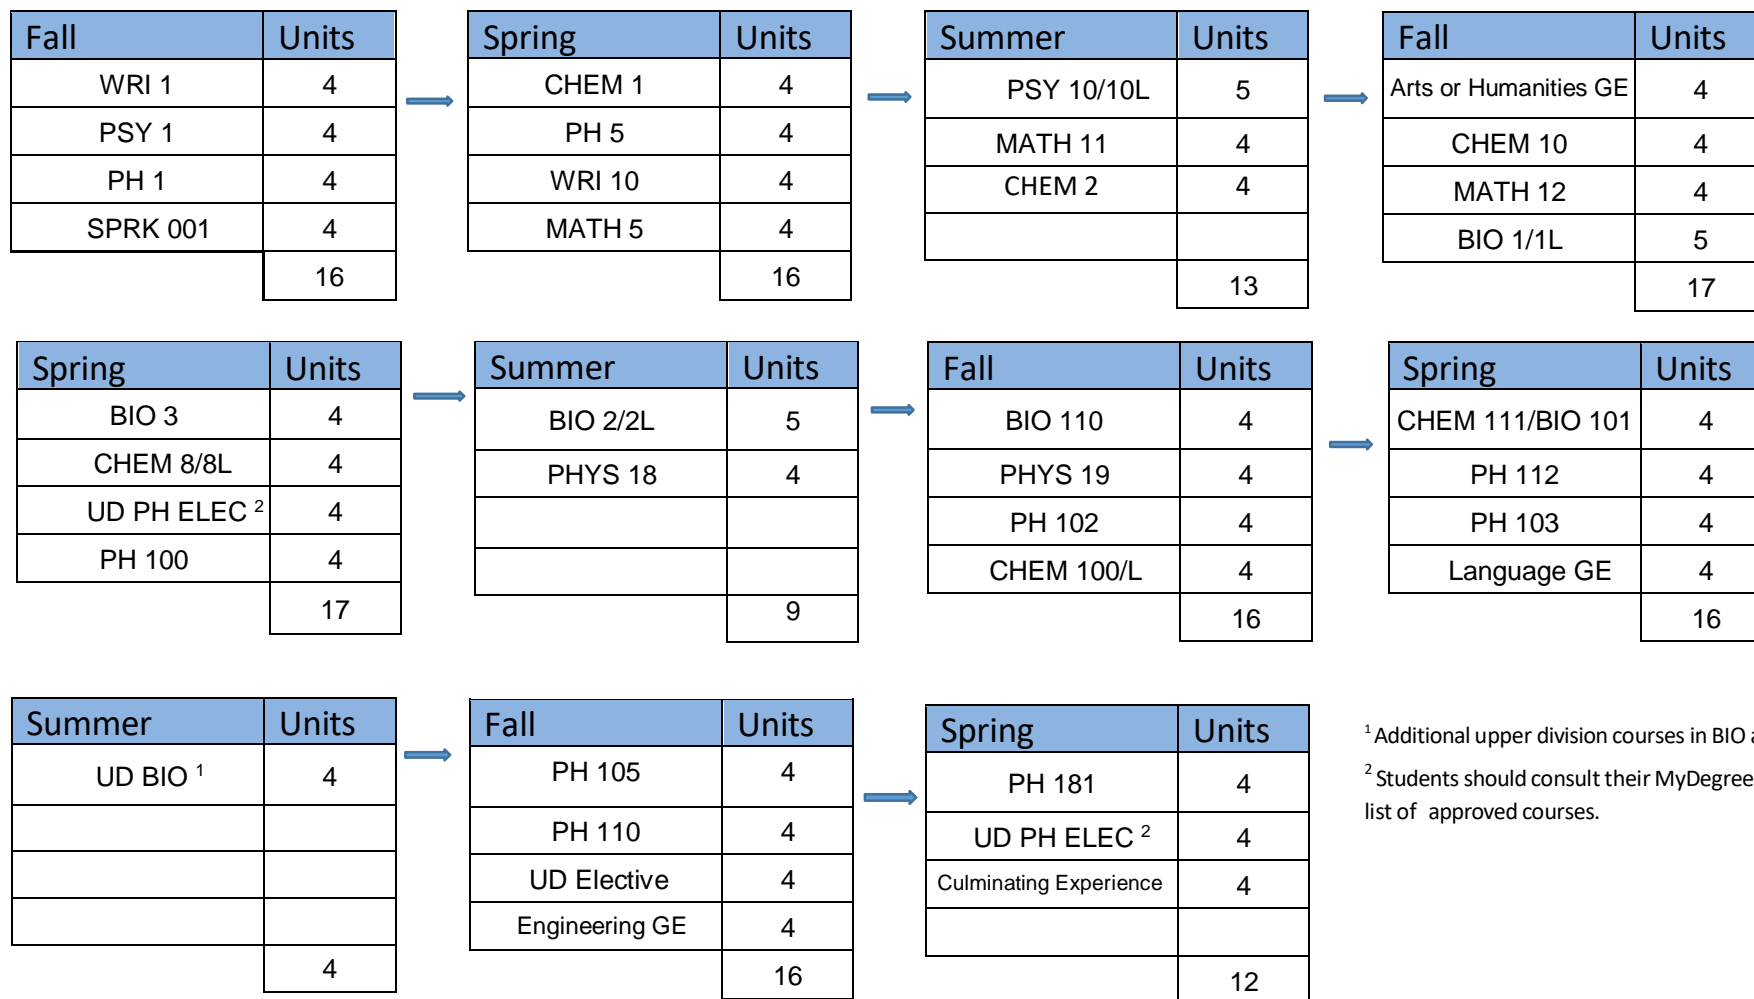 Fall Units
WRI 1 4
PSY 1 4
PH 1 4
SPRK 001 4
16
Spring Units
CHEM 1 4
PH 5 4
WRI 10 4
MATH 5 4
16
Summer Units
PSY 10/10L 5
MATH 11 4
CHEM 2 4
13
Fall Units
Arts or Humanities GE 4
CHEM 10 4
MATH 12 4
BIO 1/1L 5
17
Spring Units
BIO 3 4
CHEM 8/8L 4
UD PH ELEC 2 4
PH 100 4
17
Summer Units
BIO 2/2L 5
PHYS 18 4
9
Fall Units
BIO 110 4
PHYS 19 4
PH 102 4
CHEM 100/L 4
16
Spring Units
CHEM 111/BIO 101 4
PH 112 4
PH 103 4
Language GE 4
16
Summer Units
UD BIO 1 4
4
Fall Units
PH 105 4
PH 110 4
UD Elective 4
Engineering GE 4
16
Spring Units
PH 181 4
UD PH ELEC 2 4
Culminating Experience 4
12
1 Additional upper division courses in BIO
2 Students should consult their MyDegree
list of approved courses.